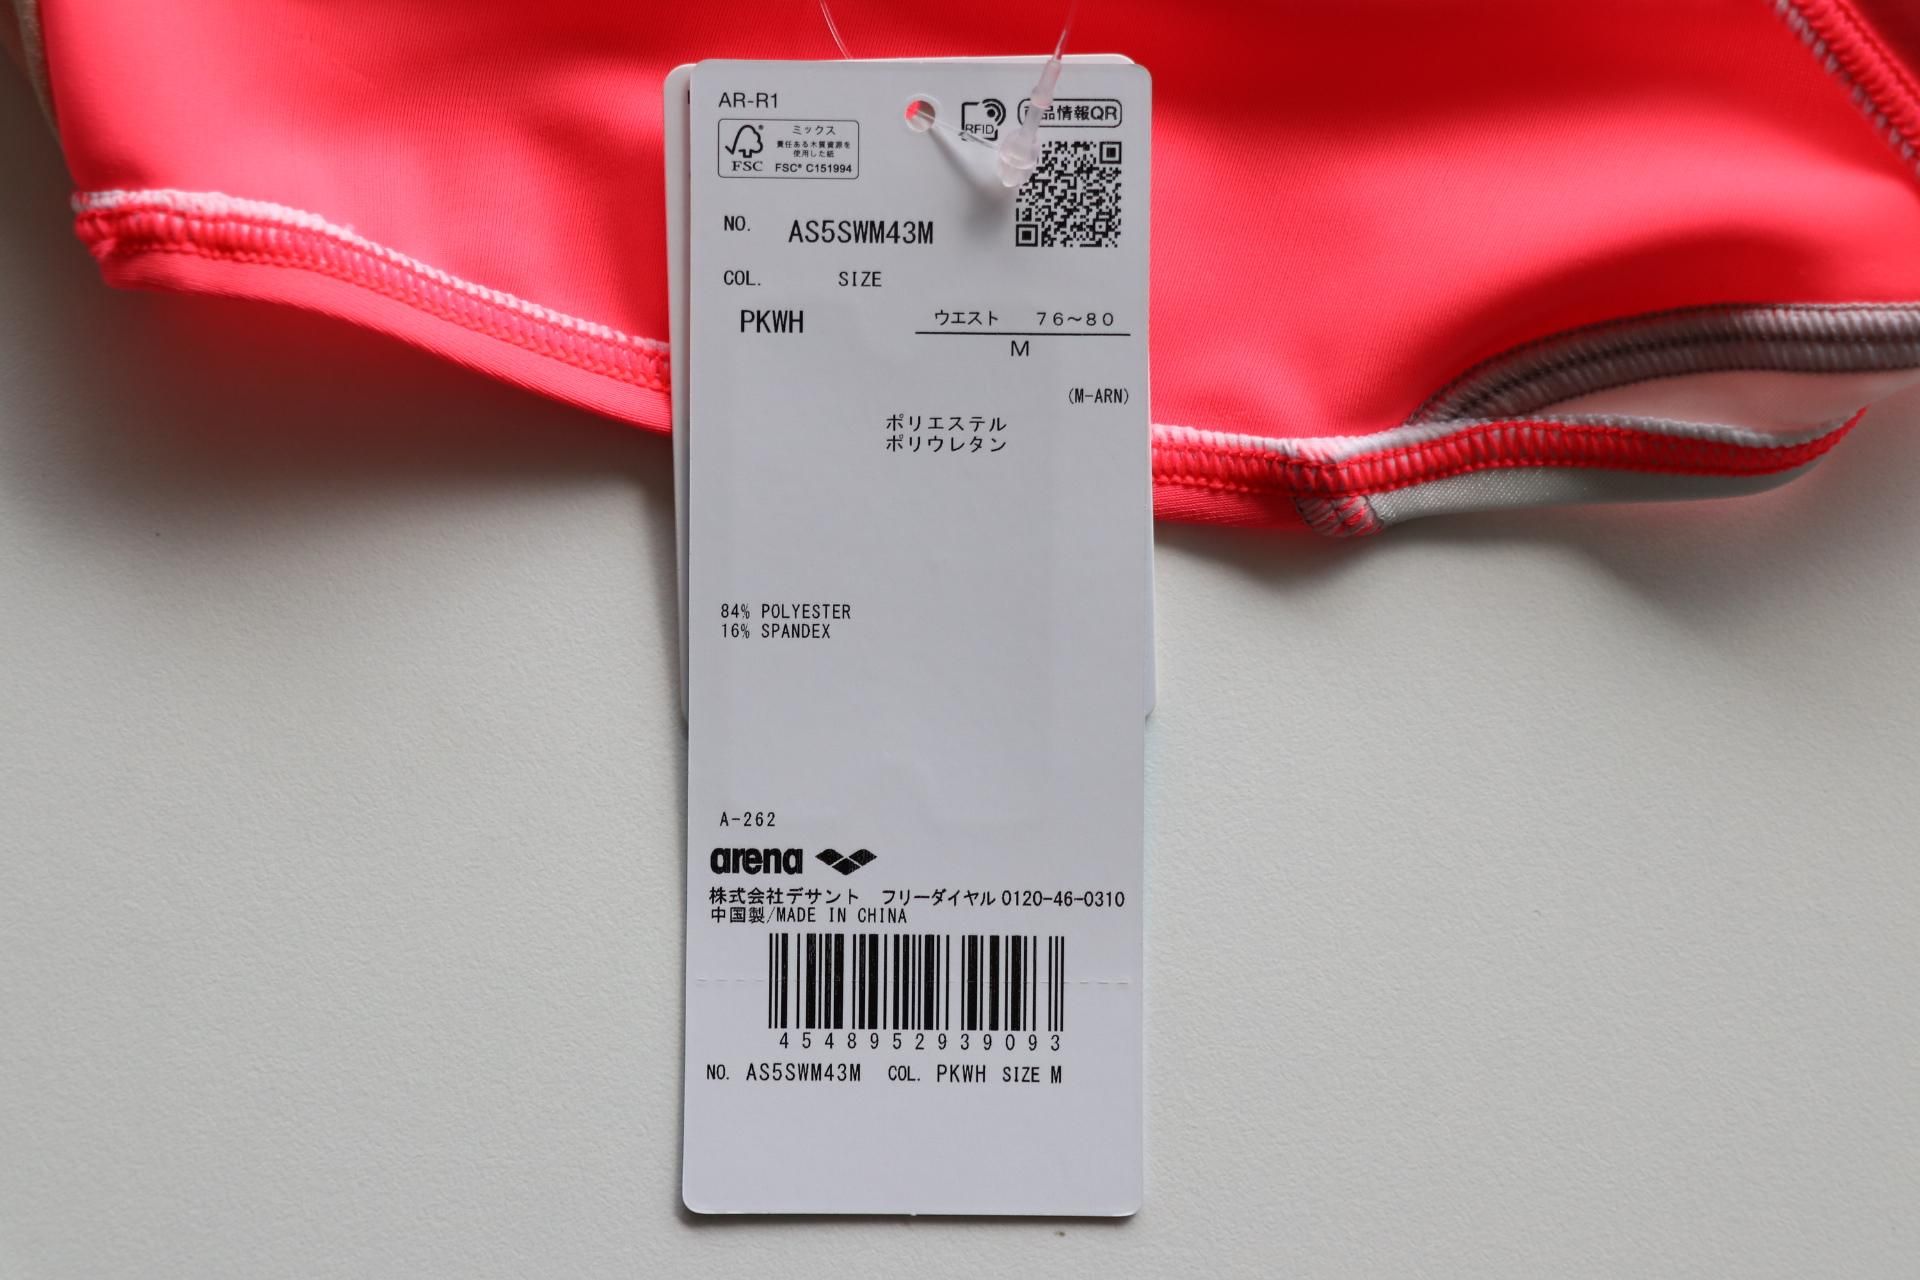 AR-R1
FSC
ミックス
責任ある木質資源を
使用した紙
FSC® C151994
RFID
品情報QR
NO. AS5SWM43M
COL. SIZE
PKWH
ウエスト 76~80
M
(M-ARN)
ポリエステル
ポリウレタン
84% POLYESTER
16% SPANDEX
A-262
arena
株式会社デサント フリーダイヤル 0120-46-0310
中国製/MADE IN CHINA
4548952939093
NO. AS5SWM43M COL. PKWH SIZE M